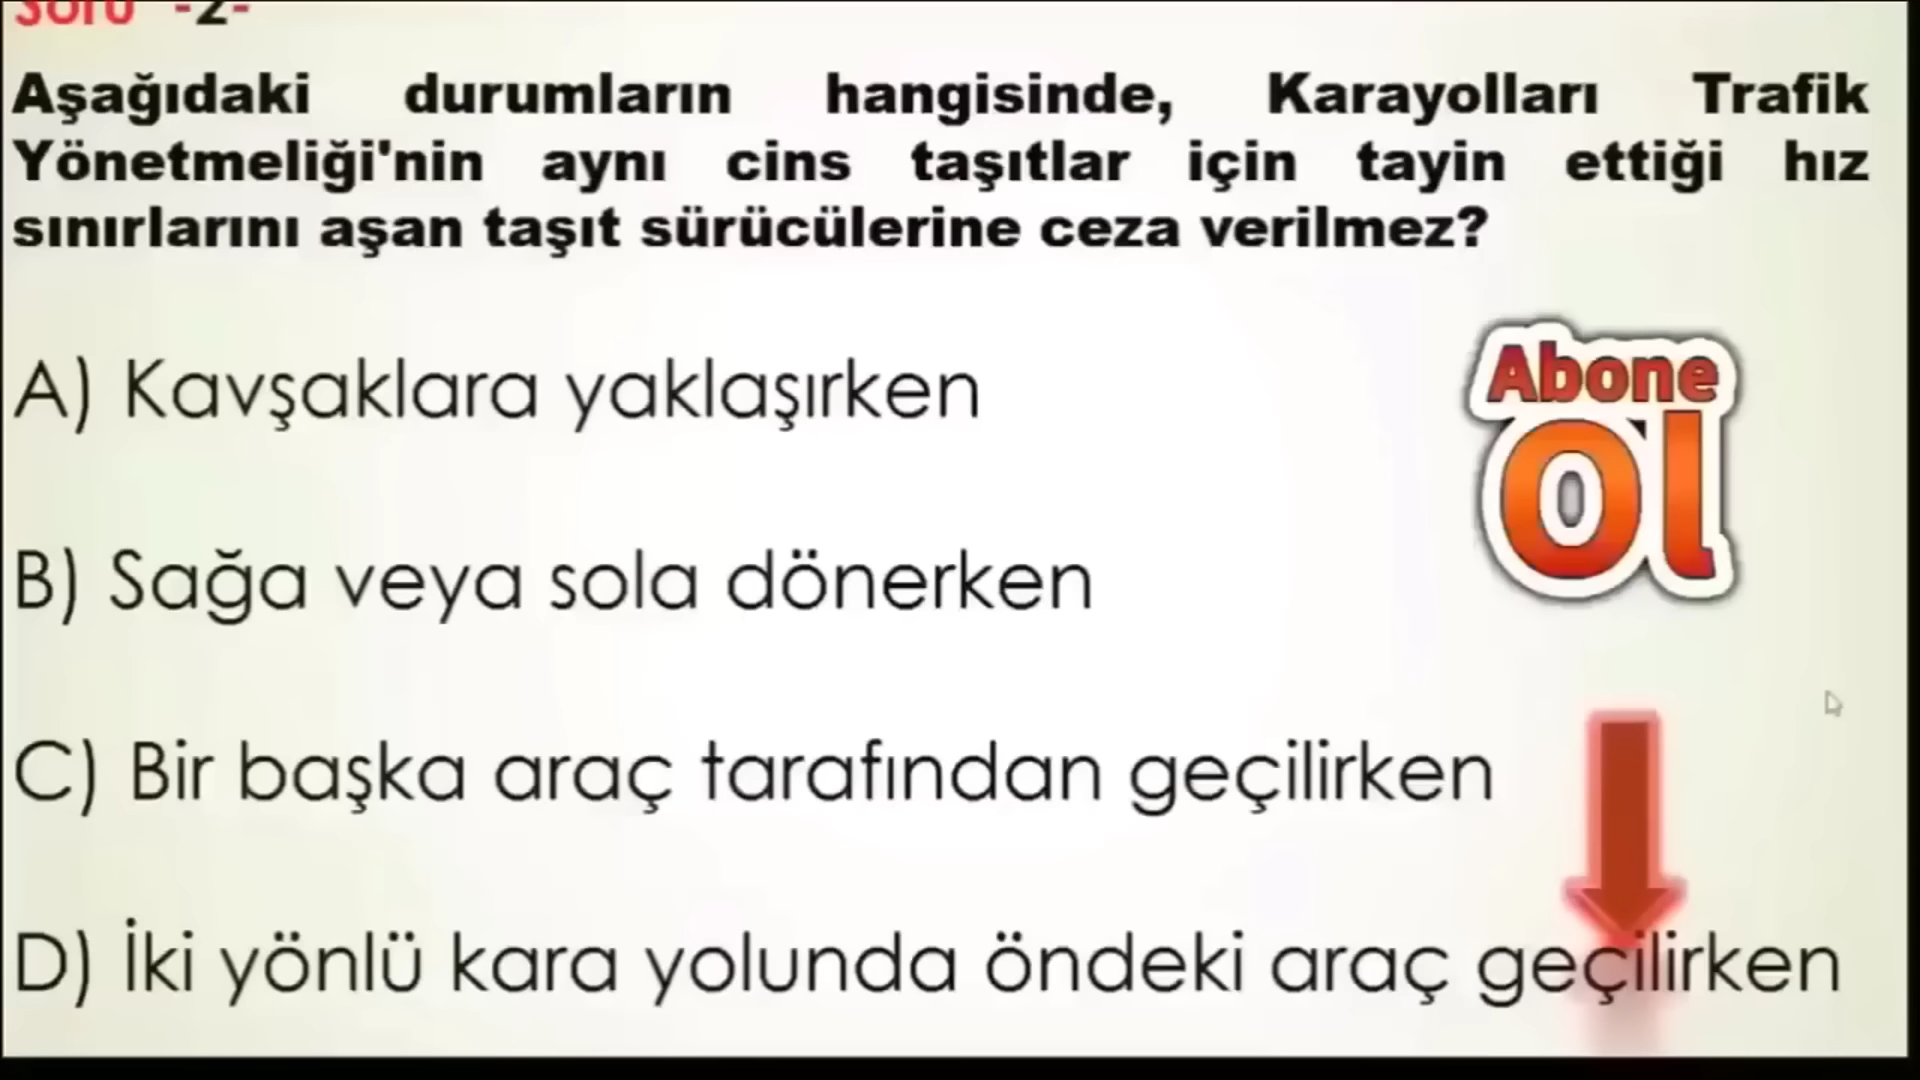 Soru -2-
Aşağıdaki durumların hangisinde, Karayolları Trafik
Yönetmeliği'nin aynı cins taşıtlar için tayin ettiği hız
sınırlarını aşan taşıt sürücülerine ceza verilmez?
A) Kavşaklara yaklaşırken
Abone
Ol
B) Sağa veya sola dönerken
C) Bir başka araç tarafından geçilirken
D) İki yönlü kara yolunda öndeki araç geçilirken